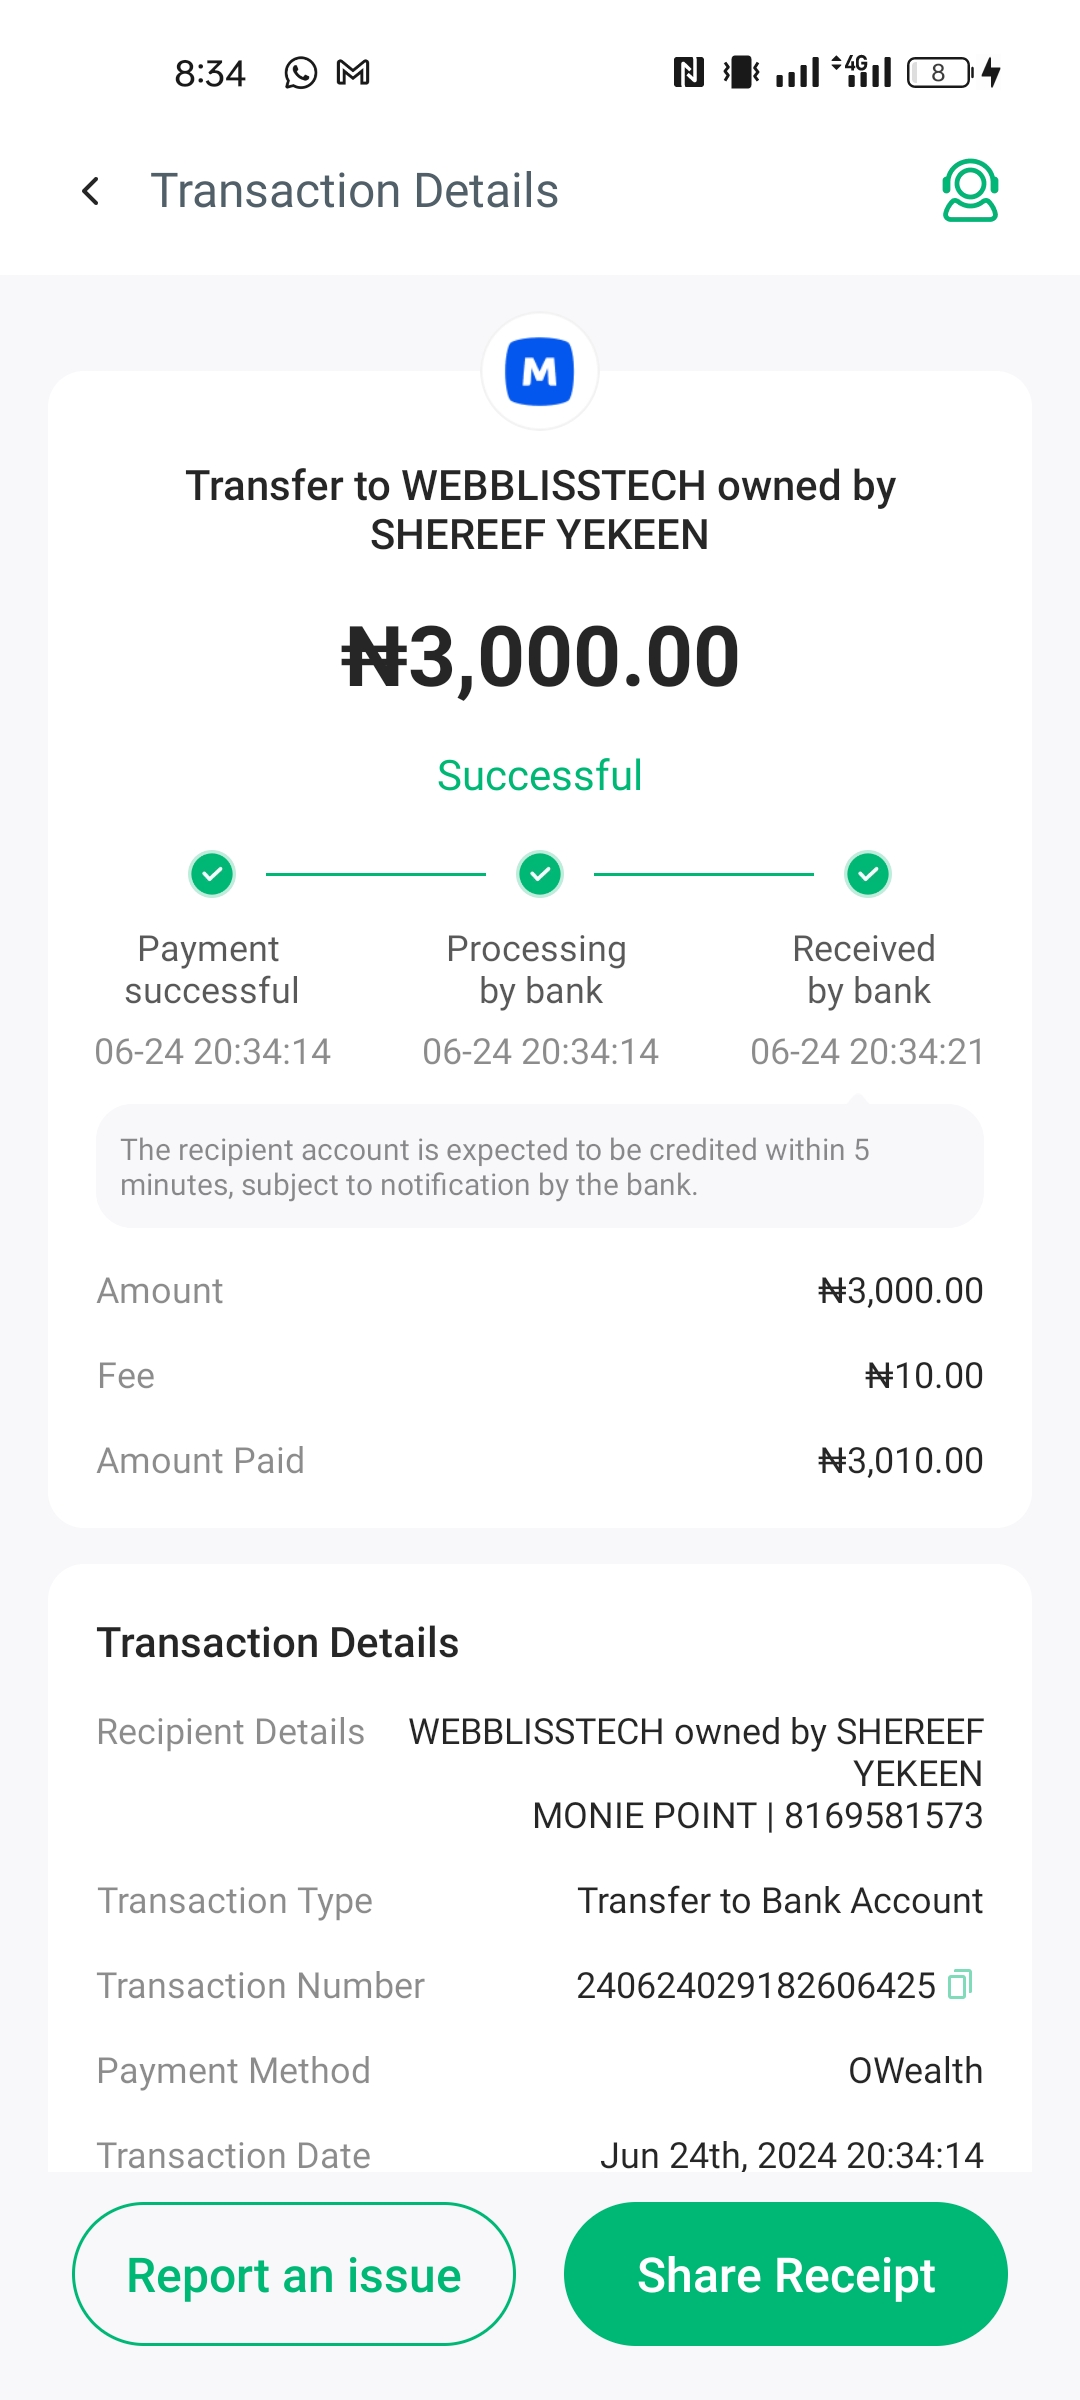 8:34
4G
8
Transaction Details
M
Transfer to WEBBLISSTECH owned by
SHEREEF YEKEEN
₦3,000.00
Successful
Payment
successful
06-24 20:34:14
Processing
by bank
06-24 20:34:14
Received
by bank
06-24 20:34:21
The recipient account is expected to be credited within 5
minutes, subject to notification by the bank.
Amount ₦3,000.00
Fee ₦10.00
Amount Paid ₦3,010.00
Transaction Details
Recipient Details WEBBLISSTECH owned by SHEREEF
YEKEEN
MONIE POINT | 8169581573
Transaction Type Transfer to Bank Account
Transaction Number 240624029182606425
Payment Method OWealth
Transaction Date Jun 24th, 2024 20:34:14
Report an issue Share Receipt